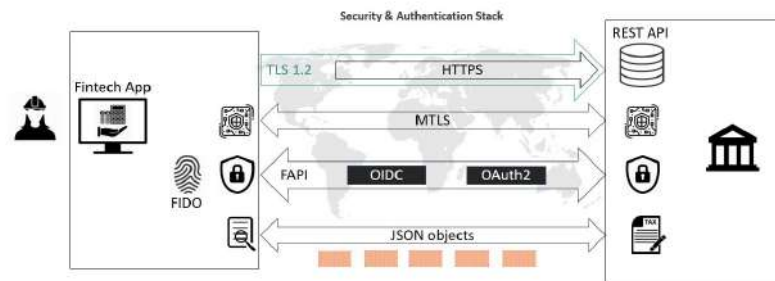 Security & Authentication Stack
REST API
TLS 1.2
HTTPS
Fintech App
MTLS
FAPI
OIDC
OAuth2
FIDO
TAX
JSON objects